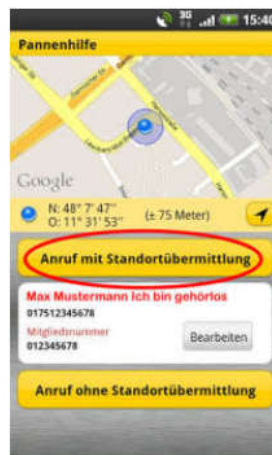 3G 15:40
Pannenhilfe
Google
N: 48° 7' 47"
O: 11° 31' 53"
(± 75 Meter)
Anruf mit Standortübermittlung
Max Mustermann Ich bin gehörlos
017512345678
Mitgliedsnummer
012345678
Bearbeiten
Anruf ohne Standortübermittlung